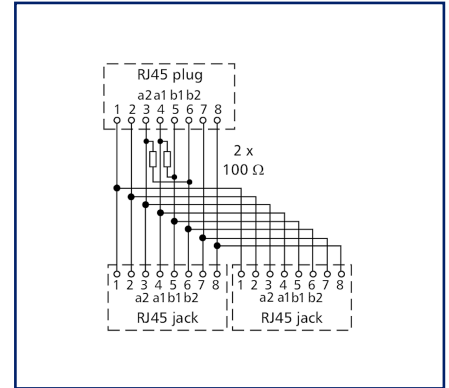 RJ45 plug
a2 a1 b1 b2
1 2 3 4 5 6 7 8
2 x
100 Ω
1 2 3 4 5 6 7 8 1 2 3 4 5 6 7 8
a2 a1 b1 b2 a2 a1 b1 b2
RJ45 jack RJ45 jack